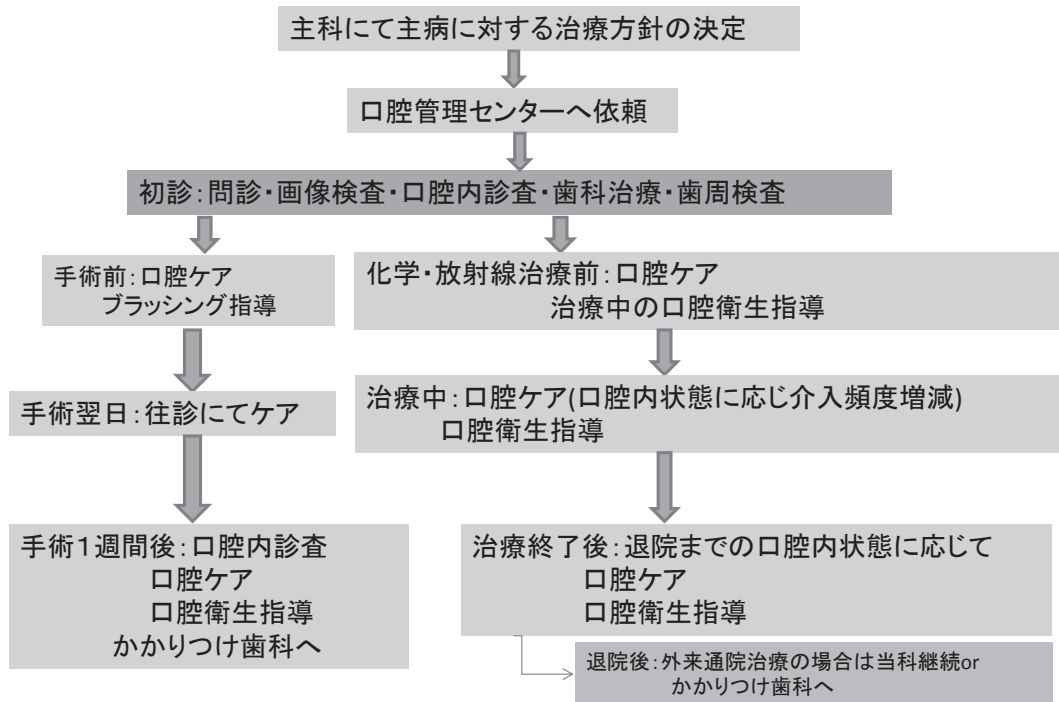 主科にて主病に対する治療方針の決定
口腔管理センターへ依頼
初診：問診・画像検査・口腔内診査・歯科治療・歯周検査
手術前：口腔ケア
ブラッシング指導
手術翌日：往診にてケア
手術1週間後：口腔内診査
口腔ケア
口腔衛生指導
かかりつけ歯科へ
化学・放射線治療前：口腔ケア
治療中の口腔衛生指導
治療中：口腔ケア(口腔内状態に応じ介入頻度増減)
口腔衛生指導
治療終了後：退院までの口腔内状態に応じて
口腔ケア
口腔衛生指導
退院後：外来通院治療の場合は当科継続or
かかりつけ歯科へ